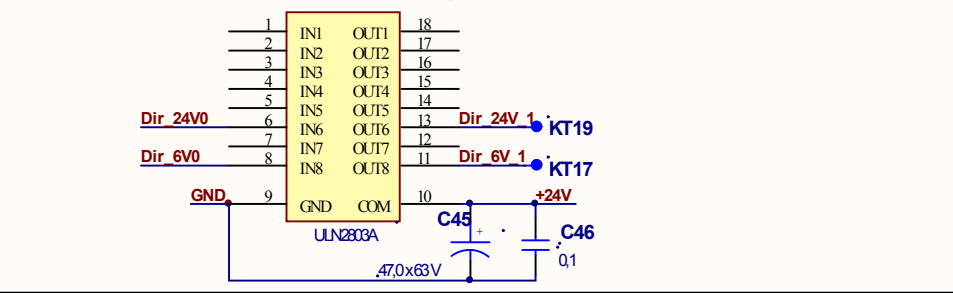 1 IN1 OUT1 18
2 IN2 OUT2 17
3 IN3 OUT3 16
4 IN4 OUT4 15
5 IN5 OUT5 14
Dir_24V0 6 IN6 OUT6 13 Dir_24V_1 KT19
7 IN7 OUT7 12
Dir_6V0 8 IN8 OUT8 11 Dir_6V_1 KT17
GND 9 GND COM 10 +24V
ULN2803A
C45
+
C46
47,0x63V
0,1